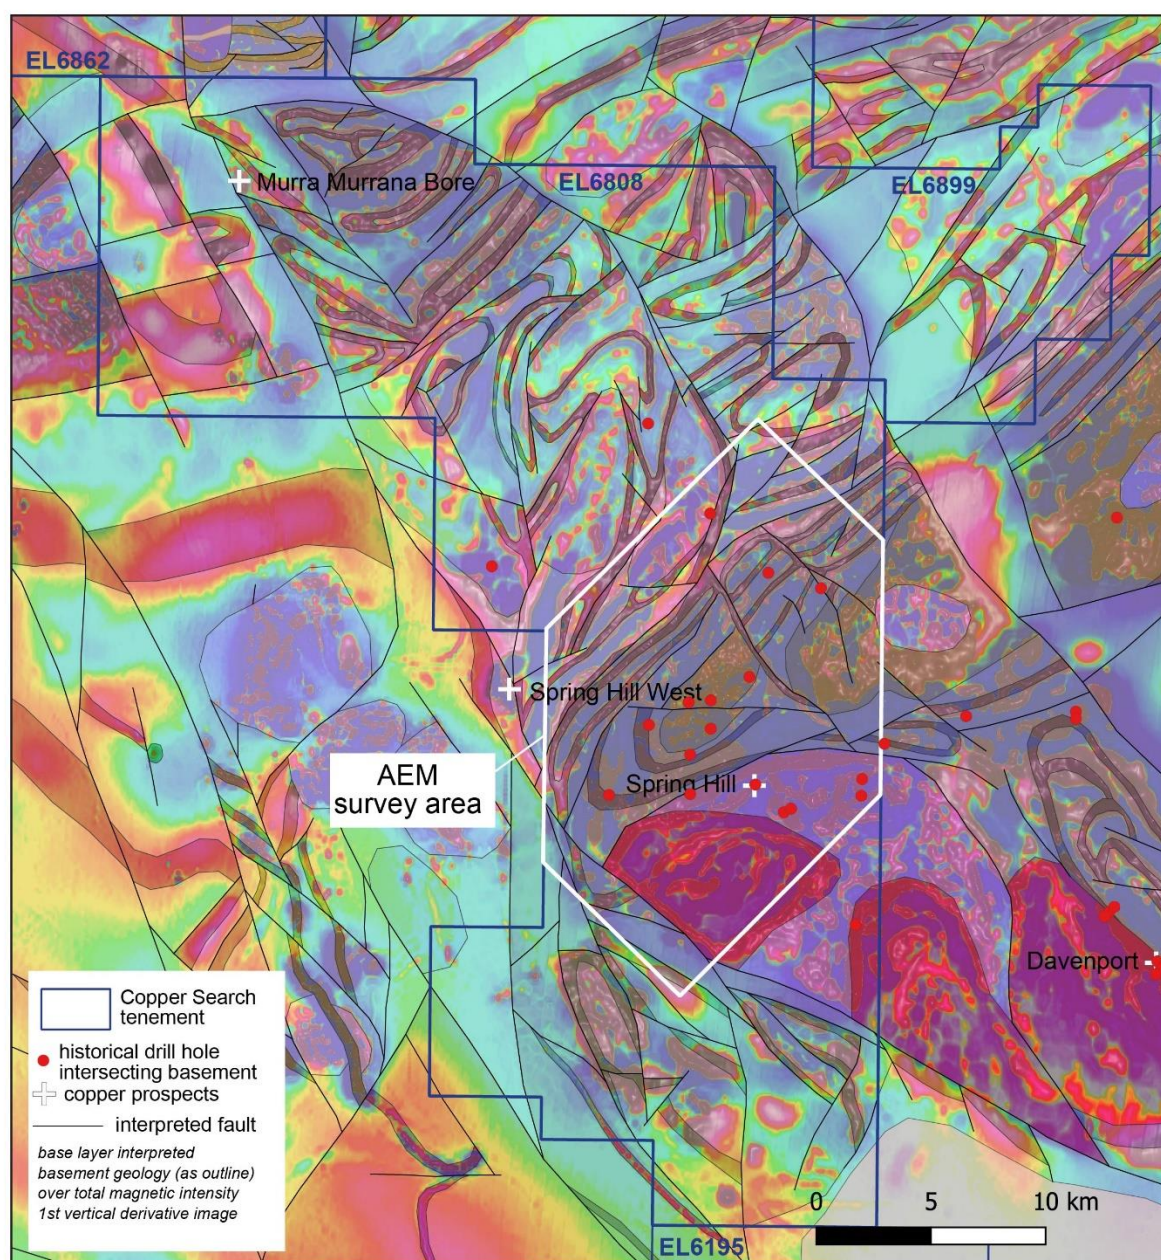 EL6862
Murra Murrana Bore
EL6808
EL6899
Spring Hill West
AEM
survey area
Spring Hill
Davenport
Copper Search
tenement
historical drill hole
intersecting basement
copper prospects
interpreted fault
base layer interpreted
basement geology (as outline)
over total magnetic intensity
1st vertical derivative image
0 5 10 km
EL6195